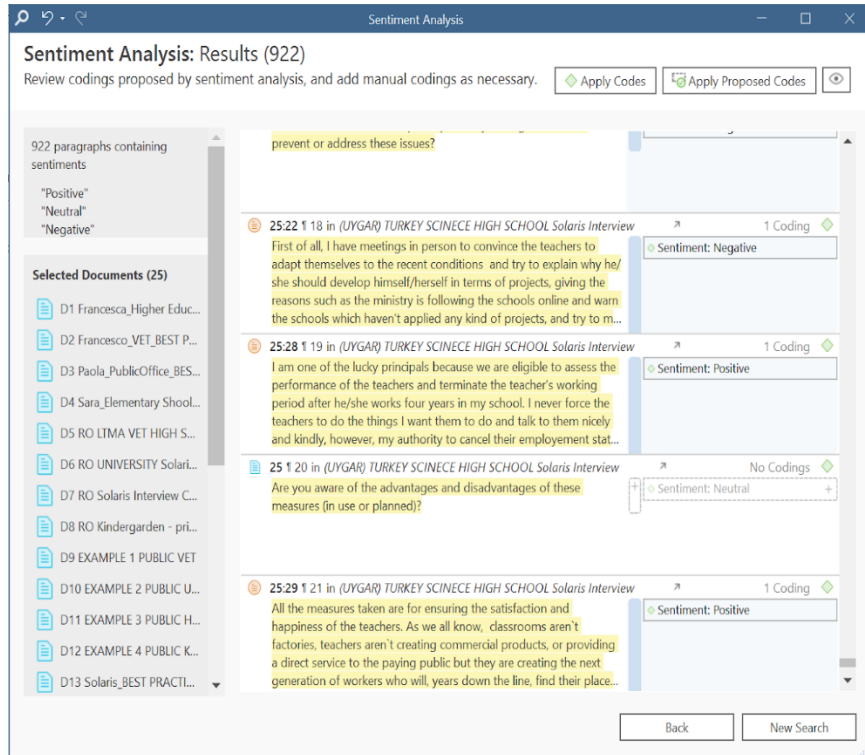 Sentiment Analysis
Sentiment Analysis: Results (922)
Review codings proposed by sentiment analysis, and add manual codings as necessary.
Apply Codes
Apply Proposed Codes
922 paragraphs containing
sentiments
"Positive"
"Neutral"
"Negative"
Selected Documents (25)
D1 Francesca_Higher Educ...
D2 Francesco_VET_BEST P...
D3 Paola_PublicOffice_BES...
D4 Sara_Elementary Shool...
D5 RO LTMA VET HIGH S...
D6 RO UNIVERSITY Solari...
D7 RO Solaris Interview C...
D8 RO Kindergarden - pri...
D9 EXAMPLE 1 PUBLIC VET
D10 EXAMPLE 2 PUBLIC U...
D11 EXAMPLE 3 PUBLIC H...
D12 EXAMPLE 4 PUBLIC K...
D13 Solaris_BEST PRACTI...
prevent or address these issues?
25:22 ¶ 18 in (UYGAR) TURKEY SCINECE HIGH SCHOOL Solaris Interview
1 Coding
First of all, I have meetings in person to convince the teachers to
adapt themselves to the recent conditions and try to explain why he/
she should develop himself/herself in terms of projects, giving the
reasons such as the ministry is following the schools online and warn
the schools which haven't applied any kind of projects, and try to m...
Sentiment: Negative
25:28 ¶ 19 in (UYGAR) TURKEY SCINECE HIGH SCHOOL Solaris Interview
1 Coding
I am one of the lucky principals because we are eligible to assess the
performance of the teachers and terminate the teacher's working
period after he/she works four years in my school. I never force the
teachers to do the things I want them to do and talk to them nicely
and kindly, however, my authority to cancel their employement stat...
Sentiment: Positive
25 ¶ 20 in (UYGAR) TURKEY SCINECE HIGH SCHOOL Solaris Interview
No Codings
Are you aware of the advantages and disadvantages of these
measures (in use or planned)?
Sentiment: Neutral
25:29 ¶ 21 in (UYGAR) TURKEY SCINECE HIGH SCHOOL Solaris Interview
1 Coding
All the measures taken are for ensuring the satisfaction and
happiness of the teachers. As we all know, classrooms aren`t
factories, teachers aren`t creating commercial products, or providing
a direct service to the paying public but they are creating the next
generation of workers who will, years down the line, find their place...
Sentiment: Positive
Back
New Search